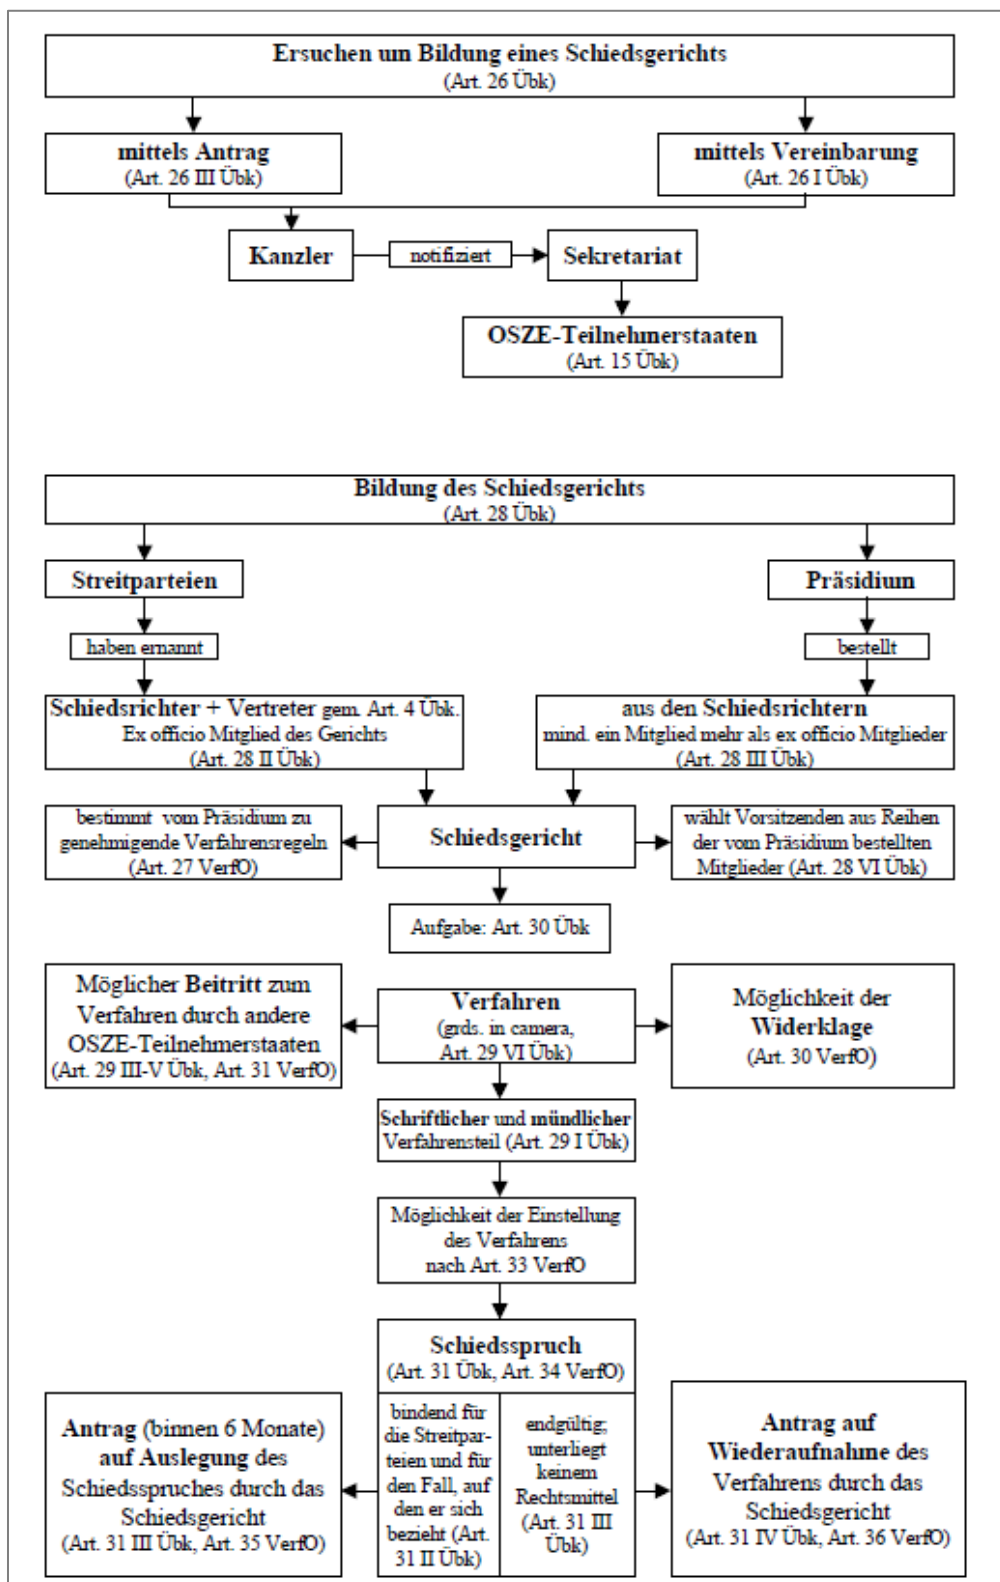 Ersuchen um Bildung eines Schiedsgerichts
(Art. 26 Übk)
mittels Antrag
(Art. 26 III Übk)
mittels Vereinbarung
(Art. 26 I Übk)
Kanzler
notifiziert
Sekretariat
OSZE-Teilnehmerstaaten
(Art. 15 Übk)
Bildung des Schiedsgerichts
(Art. 28 Übk)
Streitparteien
Präsidium
haben ernannt
bestellt
Schiedsrichter + Vertreter gem. Art. 4 Übk.
Ex officio Mitglied des Gerichts
(Art. 28 II Übk)
aus den Schiedsrichtern
mind. ein Mitglied mehr als ex officio Mitglieder
(Art. 28 III Übk)
bestimmt vom Präsidium zu
genehmigende Verfahrensregeln
(Art. 27 VerfO)
Schiedsgericht
wählt Vorsitzenden aus Reihen
der vom Präsidium bestellten
Mitglieder (Art. 28 VI Übk)
Aufgabe: Art. 30 Übk
Möglicher Beitritt zum
Verfahren durch andere
OSZE-Teilnehmerstaaten
(Art. 29 III-V Übk, Art. 31 VerfO)
Verfahren
(grds. in camera,
Art. 29 VI Übk)
Möglichkeit der
Widerklage
(Art. 30 VerfO)
Schriftlicher und mündlicher
Verfahrensteil (Art. 29 I Übk)
Möglichkeit der Einstellung
des Verfahrens
nach Art. 33 VerfO
Schiedsspruch
(Art. 31 Übk, Art. 34 VerfO)
Antrag (binnen 6 Monate)
auf Auslegung des
Schiedsspruches durch das
Schiedsgericht
(Art. 31 III Übk, Art. 35 VerfO)
bindend für
die Streitpar-
teien und für
den Fall, auf
den er sich
bezieht (Art.
31 II Übk)
endgültig;
unterliegt
keinem
Rechtsmittel
(Art. 31 III
Übk)
Antrag auf
Wiederaufnahme des
Verfahrens durch das
Schiedsgericht
(Art. 31 IV Übk, Art. 36 VerfO)